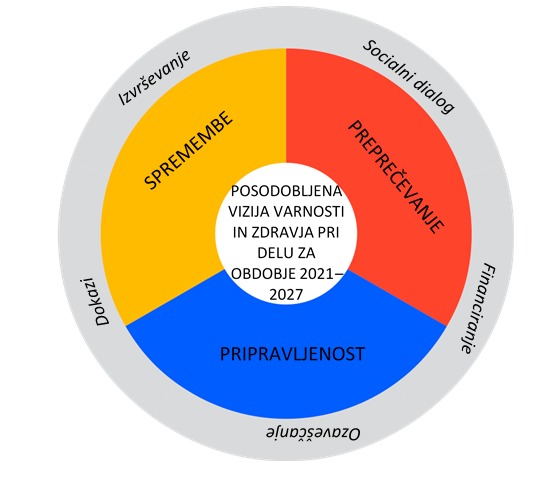 Izvrševanje
Socialni dialog
SPREMEMBE
PREPREČEVANJE
POSODOBLJENA
VIZIJA VARNOSTI
IN ZDRAVJA PRI
DELU ZA
OBDOBJE 2021–
2027
Dokazi
Financiranje
PRIPRAVLJENOST
Ozaveščanje